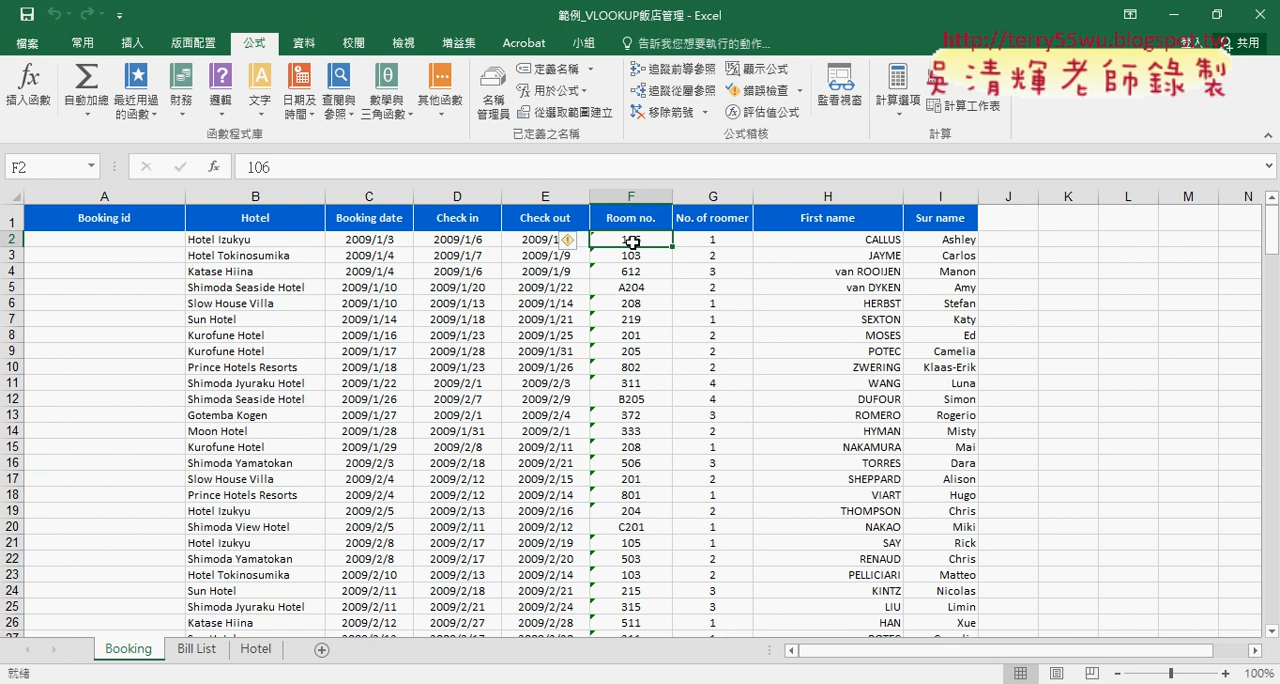 範例_VLOOKUP飯店管理 - Excel
檔案 常用 插入 版面配置 公式 資料 校閱 檢視 增益集 Acrobat 小組 告訴我您想要執行的動作... 登入 共用
http://terry55wu.blogspot.tw
吳清輝老師錄製
插入函數 自動加總 最近用過的函數 財務 邏輯 文字 日期及時間 查閱與參照 數學與三角函數 其他函數 名稱管理員 定義名稱 用於公式 從選取範圍建立 追蹤前導參照 追蹤從屬參照 移除箭號 顯示公式 錯誤檢 評估值公式 監看視窗 計算選項 計算工作表
函數程式庫 已定義之名稱 公式稽核 計算
F2 fx 106
A B C D E F G H I J K L M N
1 Booking id Hotel Booking date Check in Check out Room no. No. of roomer First name Sur name
2 Hotel Izukyu 2009/1/3 2009/1/6 2009/1 1 CALLUS Ashley
3 Hotel Tokinosumika 2009/1/4 2009/1/7 2009/1/9 103 2 JAYME Carlos
4 Katase Hiina 2009/1/4 2009/1/6 2009/1/9 612 3 van ROOIJEN Manon
5 Shimoda Seaside Hotel 2009/1/10 2009/1/20 2009/1/22 A204 2 van DYKEN Amy
6 Slow House Villa 2009/1/10 2009/1/13 2009/1/14 208 1 HERBST Stefan
7 Sun Hotel 2009/1/14 2009/1/18 2009/1/21 219 1 SEXTON Katy
8 Kurofune Hotel 2009/1/16 2009/1/23 2009/1/25 201 2 MOSES Ed
9 Kurofune Hotel 2009/1/17 2009/1/28 2009/1/31 205 2 POTEC Camelia
10 Prince Hotels Resorts 2009/1/18 2009/1/23 2009/1/26 802 2 ZWERING Klaas-Erik
11 Shimoda Jyuraku Hotel 2009/1/22 2009/2/1 2009/2/3 311 4 WANG Luna
12 Shimoda Seaside Hotel 2009/1/26 2009/2/7 2009/2/9 B205 4 DUFOUR Simon
13 Gotemba Kogen 2009/1/27 2009/2/1 2009/2/4 372 3 ROMERO Rogerio
14 Moon Hotel 2009/1/28 2009/1/31 2009/2/1 333 2 HYMAN Misty
15 Kurofune Hotel 2009/1/29 2009/2/8 2009/2/11 208 1 NAKAMURA Mai
16 Shimoda Yamatokan 2009/2/3 2009/2/18 2009/2/21 506 3 TORRES Dara
17 Slow House Villa 2009/2/4 2009/2/12 2009/2/15 201 2 SHEPPARD Alison
18 Prince Hotels Resorts 2009/2/4 2009/2/12 2009/2/14 801 1 VIART Hugo
19 Hotel Izukyu 2009/2/5 2009/2/13 2009/2/16 204 2 THOMPSON Chris
20 Shimoda View Hotel 2009/2/5 2009/2/11 2009/2/12 C201 1 NAKAO Miki
21 Hotel Izukyu 2009/2/8 2009/2/17 2009/2/19 105 1 SAY Rick
22 Shimoda Yamatokan 2009/2/8 2009/2/17 2009/2/20 503 2 RENAUD Chris
23 Hotel Tokinosumika 2009/2/10 2009/2/13 2009/2/14 103 2 PELLICIARI Matteo
24 Sun Hotel 2009/2/11 2009/2/18 2009/2/21 215 3 KINTZ Nicolas
25 Shimoda Jyuraku Hotel 2009/2/11 2009/2/21 2009/2/24 315 3 LIU Limin
26 Katase Hiina 2009/2/12 2009/2/27 2009/2/28 511 1 HAN Xue
Booking Bill List Hotel
就緒 100%